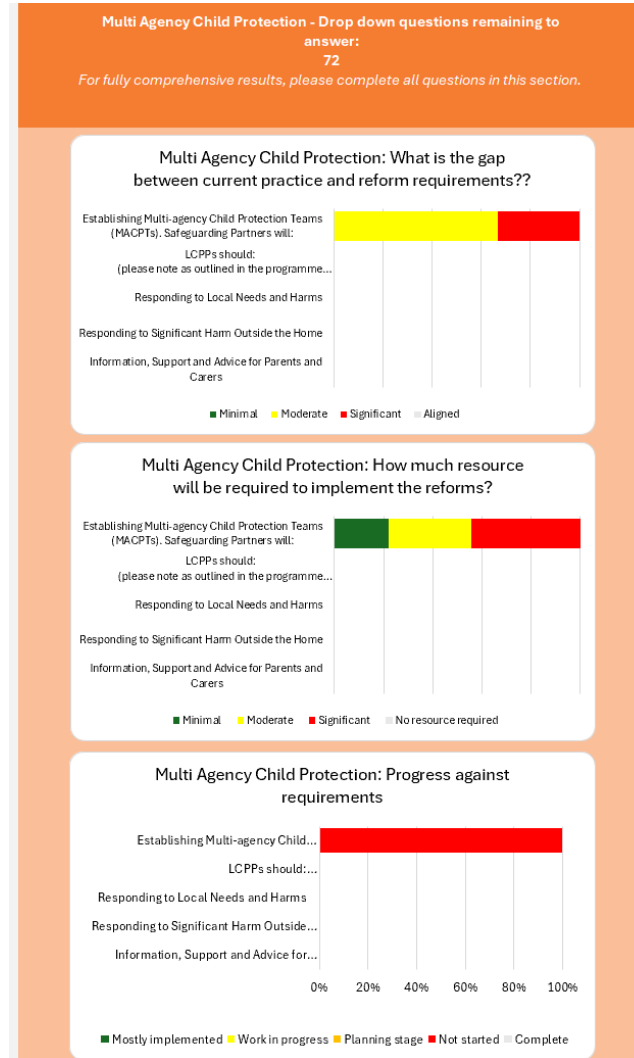 Multi Agency Child Protection - Drop down questions remaining to
answer:
72
For fully comprehensive results, please complete all questions in this section.
Multi Agency Child Protection: What is the gap
between current practice and reform requirements??
Establishing Multi-agency Child Protection Teams
(MACPTs). Safeguarding Partners will:
LCPPs should:
(please note as outlined in the programme...
Responding to Local Needs and Harms
Responding to Significant Harm Outside the Home
Information, Support and Advice for Parents and
Carers
Minimal Moderate Significant Aligned
Multi Agency Child Protection: How much resource
will be required to implement the reforms?
Establishing Multi-agency Child Protection Teams
(MACPTs). Safeguarding Partners will:
LCPPs should:
(please note as outlined in the programme...
Responding to Local Needs and Harms
Responding to Significant Harm Outside the Home
Information, Support and Advice for Parents and
Carers
Minimal Moderate Significant No resource required
Multi Agency Child Protection: Progress against
requirements
Establishing Multi-agency Child...
LCPPs should:...
Responding to Local Needs and Harms
Responding to Significant Harm Outside...
Information, Support and Advice for...
0% 20% 40% 60% 80% 100%
Mostly implemented Work in progress Planning stage Not started Complete